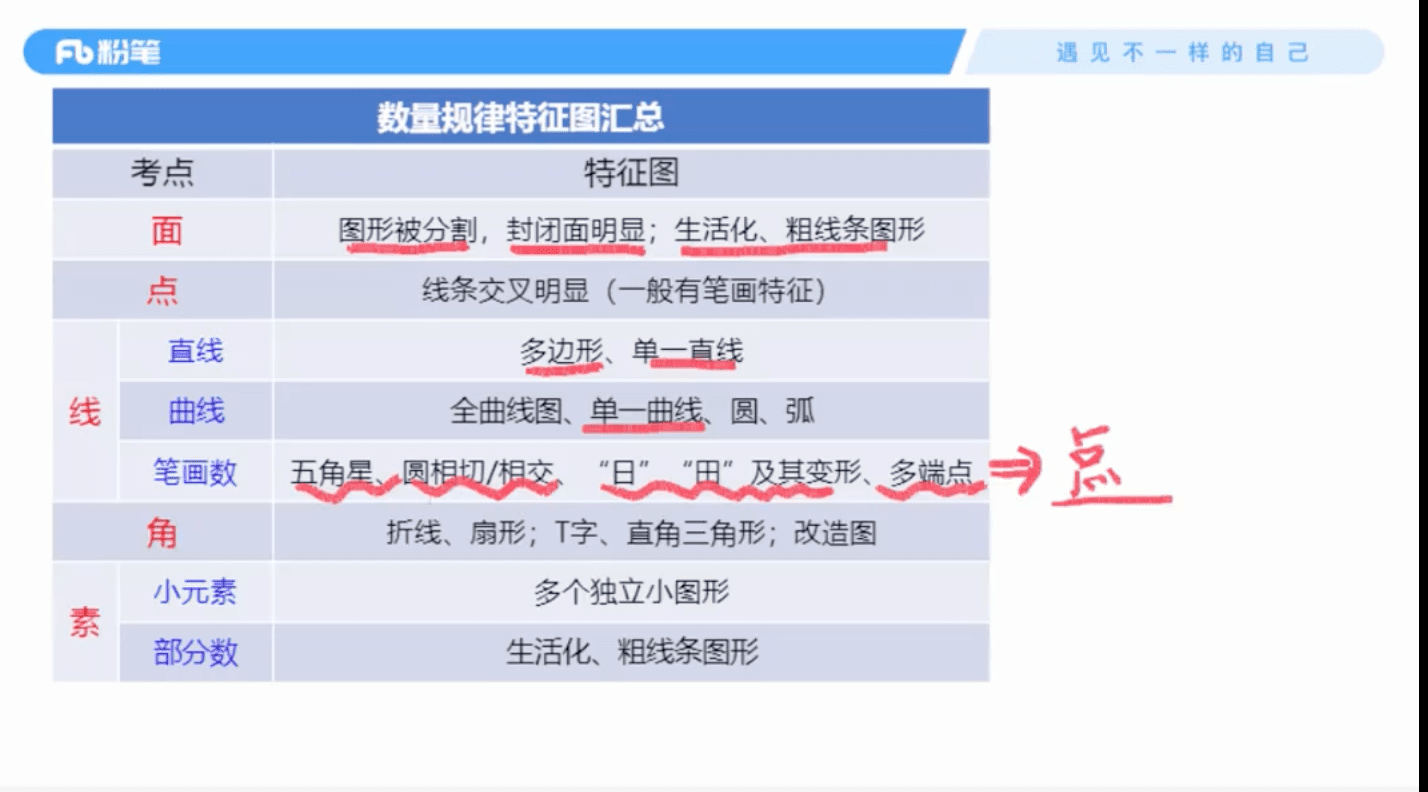 Fb粉笔 遇见不一样的自己
数量规律特征图汇总
考点 特征图
面 图形被分割，封闭面明显；生活化、粗线条图形
点 线条交叉明显（一般有笔画特征）
线 直线 多边形、单一直线
曲线 全曲线图、单一曲线、圆、弧
笔画数 五角星、圆相切/相交、“日”“田”及其变形、多端点 ⇒ 点
角 折线、扇形；T字、直角三角形；改造图
素 小元素 多个独立小图形
部分数 生活化、粗线条图形